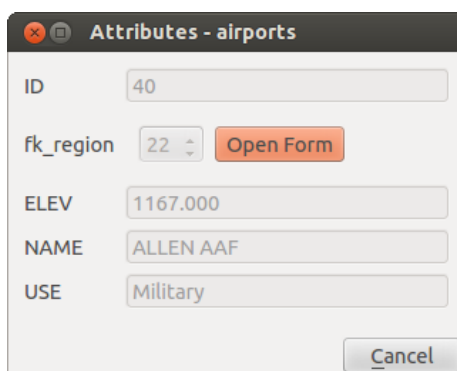 Attributes - airports
ID 40
fk_region 22 Open Form
ELEV 1167.000
NAME ALLEN AAF
USE Military
Cancel